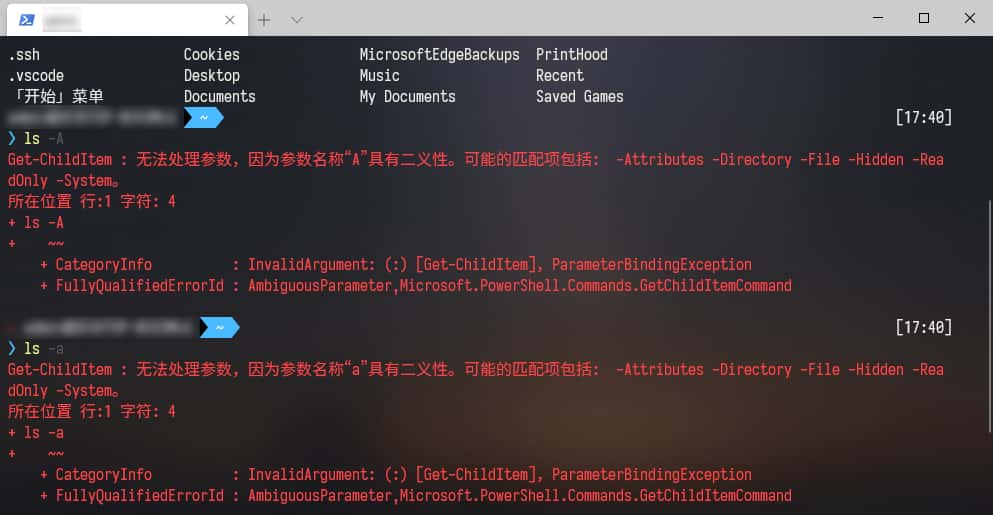 .ssh Cookies MicrosoftEdgeBackups PrintHood
.vscode Desktop Music Recent
「开始」菜单 Documents My Documents Saved Games
~ [17:40]
❯ ls -A
Get-ChildItem : 无法处理参数，因为参数名称“A”具有二义性。可能的匹配项包括: -Attributes -Directory -File -Hidden -Rea
dOnly -System。
所在位置 行:1 字符: 4
+ ls -A
+ ~~
+ CategoryInfo : InvalidArgument: (:) [Get-ChildItem], ParameterBindingException
+ FullyQualifiedErrorId : AmbiguousParameter,Microsoft.PowerShell.Commands.GetChildItemCommand
~ [17:40]
❯ ls -a
Get-ChildItem : 无法处理参数，因为参数名称“a”具有二义性。可能的匹配项包括: -Attributes -Directory -File -Hidden -Rea
dOnly -System。
所在位置 行:1 字符: 4
+ ls -a
+ ~~
+ CategoryInfo : InvalidArgument: (:) [Get-ChildItem], ParameterBindingException
+ FullyQualifiedErrorId : AmbiguousParameter,Microsoft.PowerShell.Commands.GetChildItemCommand